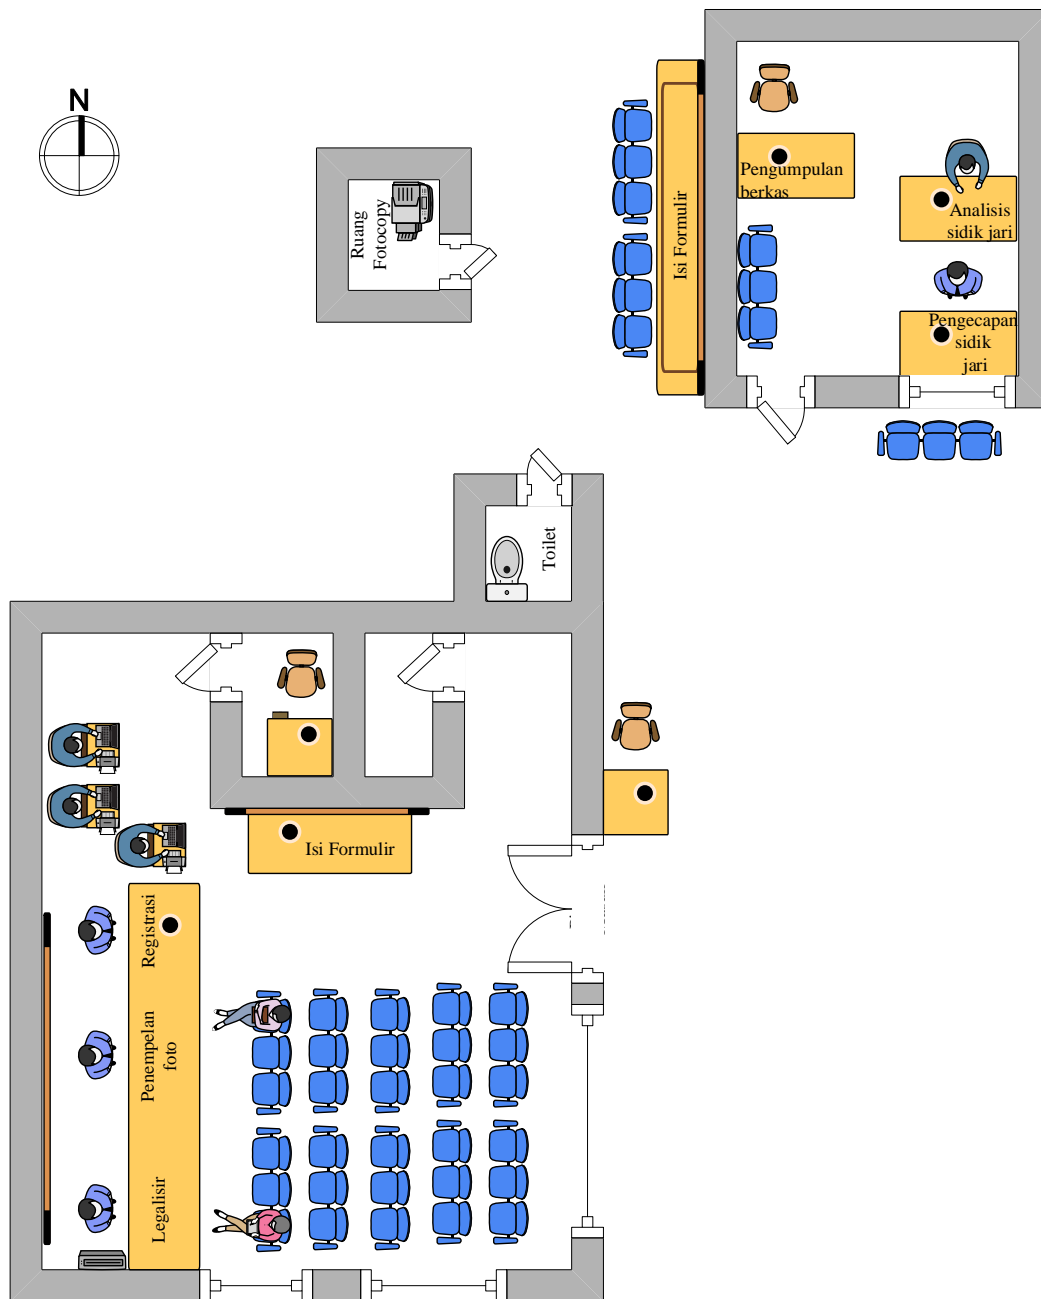 N
Ruang
Fotocopy
Isi Formulir
Pengumpulan
berkas
Analisis
sidik jari
Pengecapan
sidik
jari
Toilet
Isi Formulir
Registrasi
Penempelan
foto
Legalisir